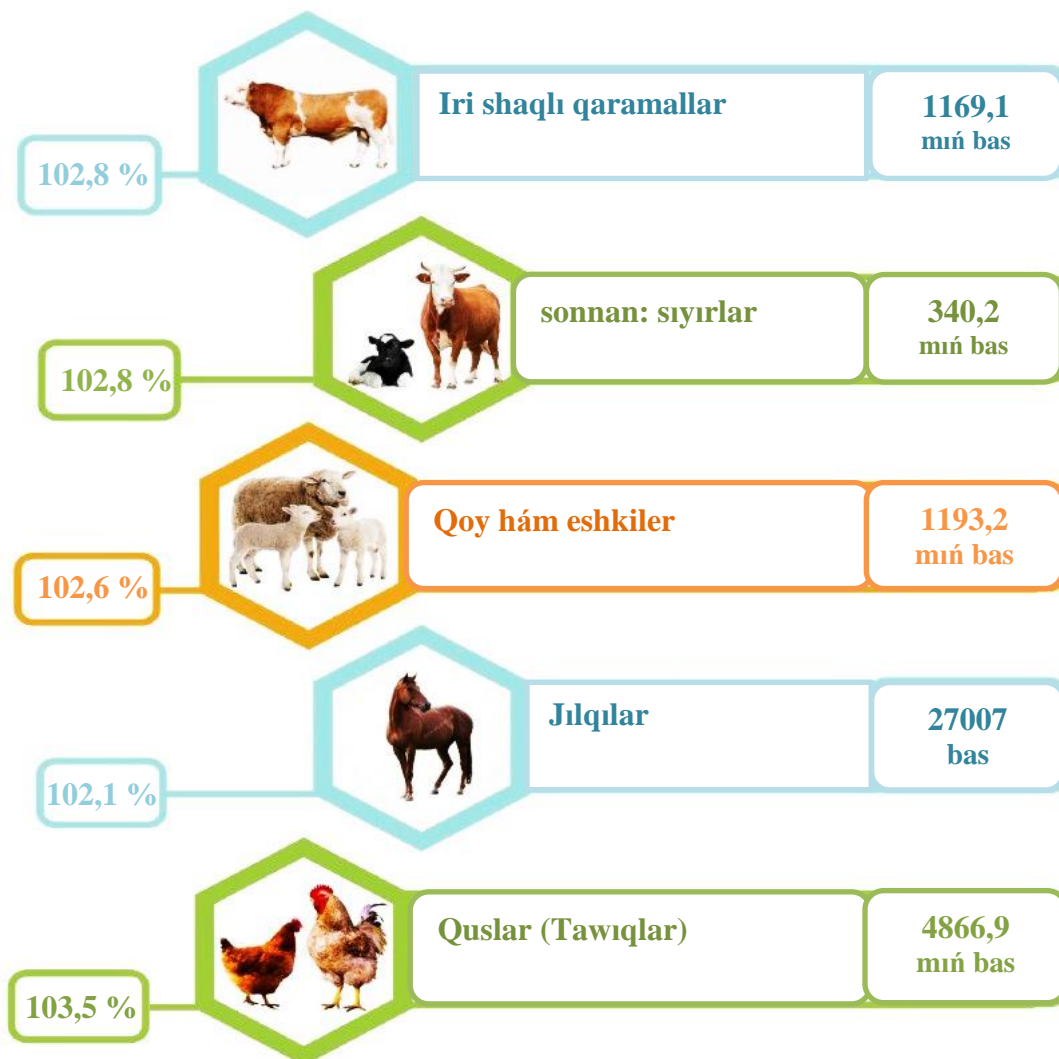 Iri shaqlı qaramallar
1169,1
mıń bas
102,8 %
sonnan: sıyırlar
340,2
mıń bas
102,8 %
Qoy hám eshkiler
1193,2
mıń bas
102,6 %
Jılqılar
27007
bas
102,1 %
Quslar (Tawıqlar)
4866,9
mıń bas
103,5 %